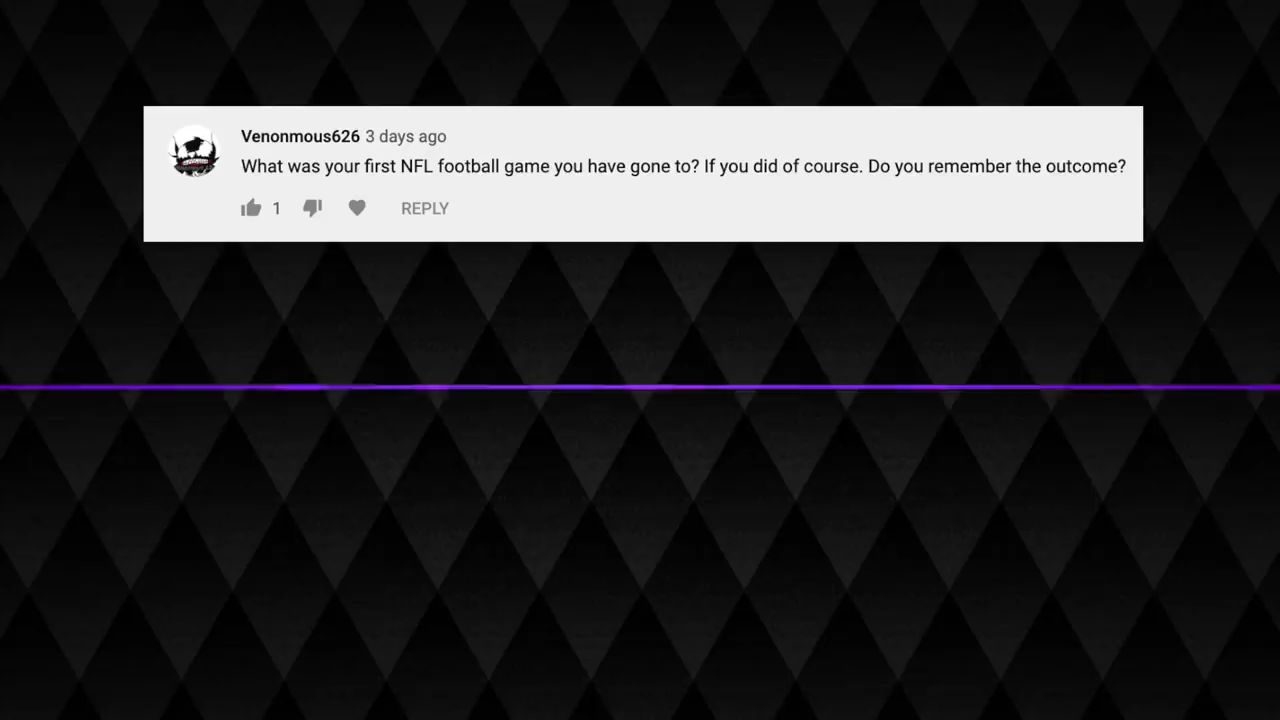 Venonmous626 3 days ago
What was your first NFL football game you have gone to? If you did of course. Do you remember the outcome?
1 REPLY